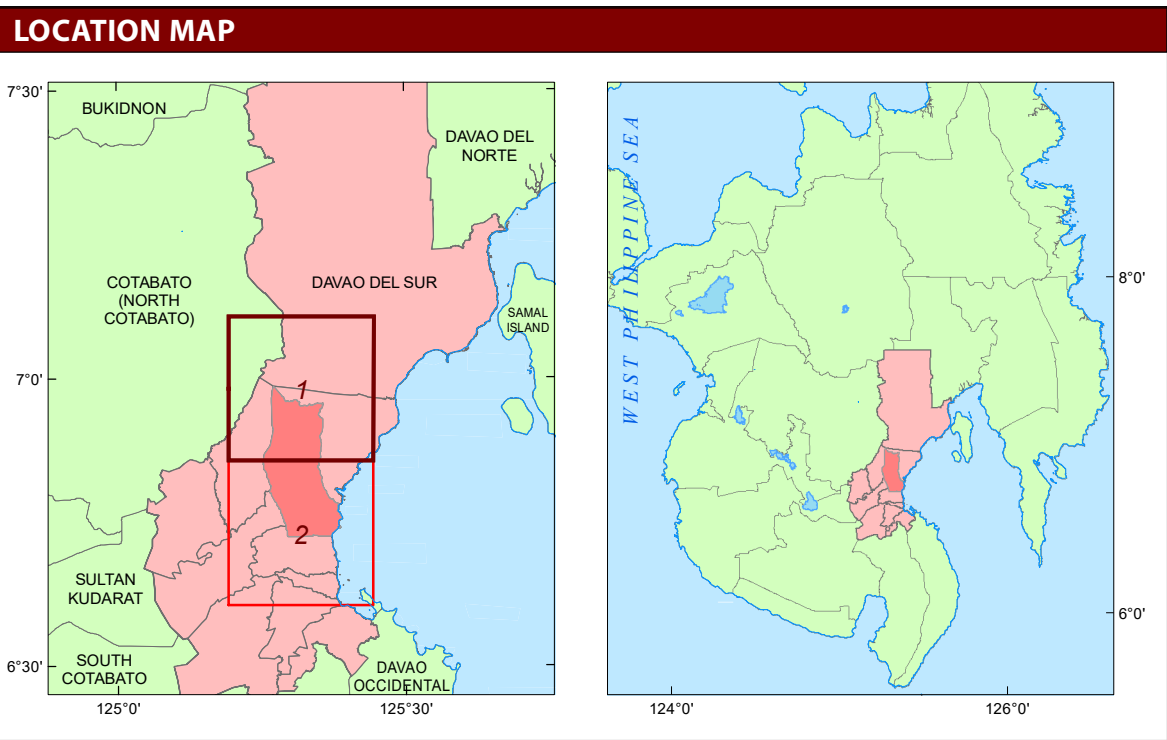 LOCATION MAP
7°30'
BUKIDNON
DAVAO DEL
NORTE
COTABATO
(NORTH
COTABATO)
DAVAO DEL SUR
SAMAL
ISLAND
7°0'
1
2
SULTAN
KUDARAT
SOUTH
COTABATO
DAVAO
OCCIDENTAL
6°30'
125°0'
125°30'
WEST PHILIPPINE SEA
8°0'
6°0'
124°0'
126°0'